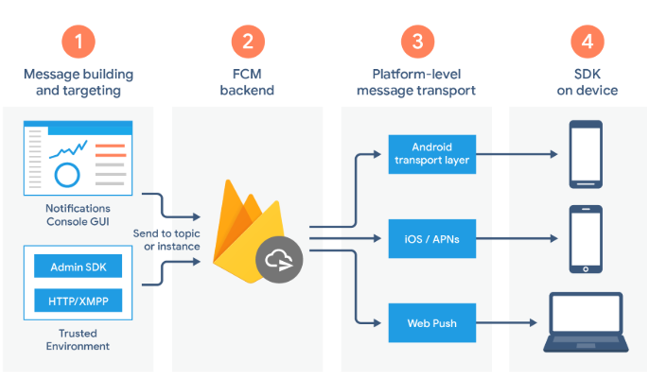 1
Message building
and targeting
2
FCM
backend
3
Platform-level
message transport
4
SDK
on device
Notifications
Console GUI
Send to topic
or instance
Admin SDK
HTTP/XMPP
Trusted
Environment
Android
transport layer
iOS / APNs
Web Push